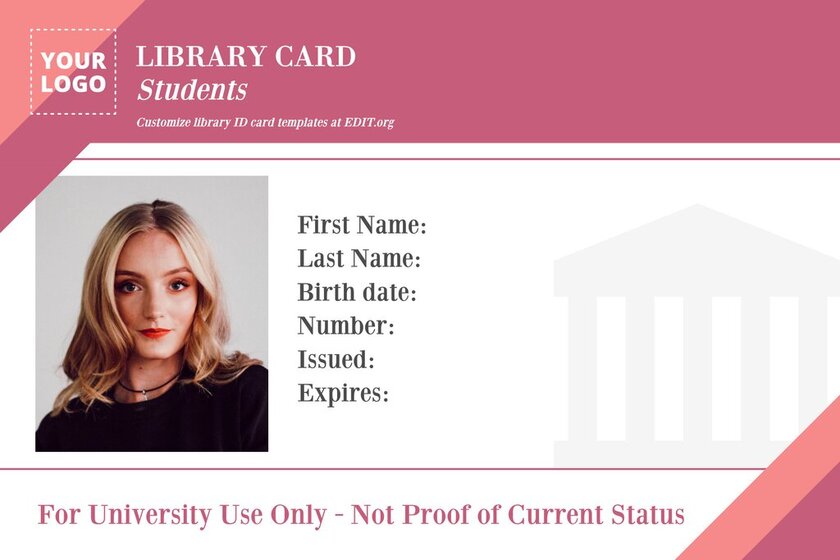 YOUR
LOGO
LIBRARY CARD
Students
Customize library ID card templates at EDIT.org
First Name:
Last Name:
Birth date:
Number:
Issued:
Expires:
For University Use Only - Not Proof of Current Status